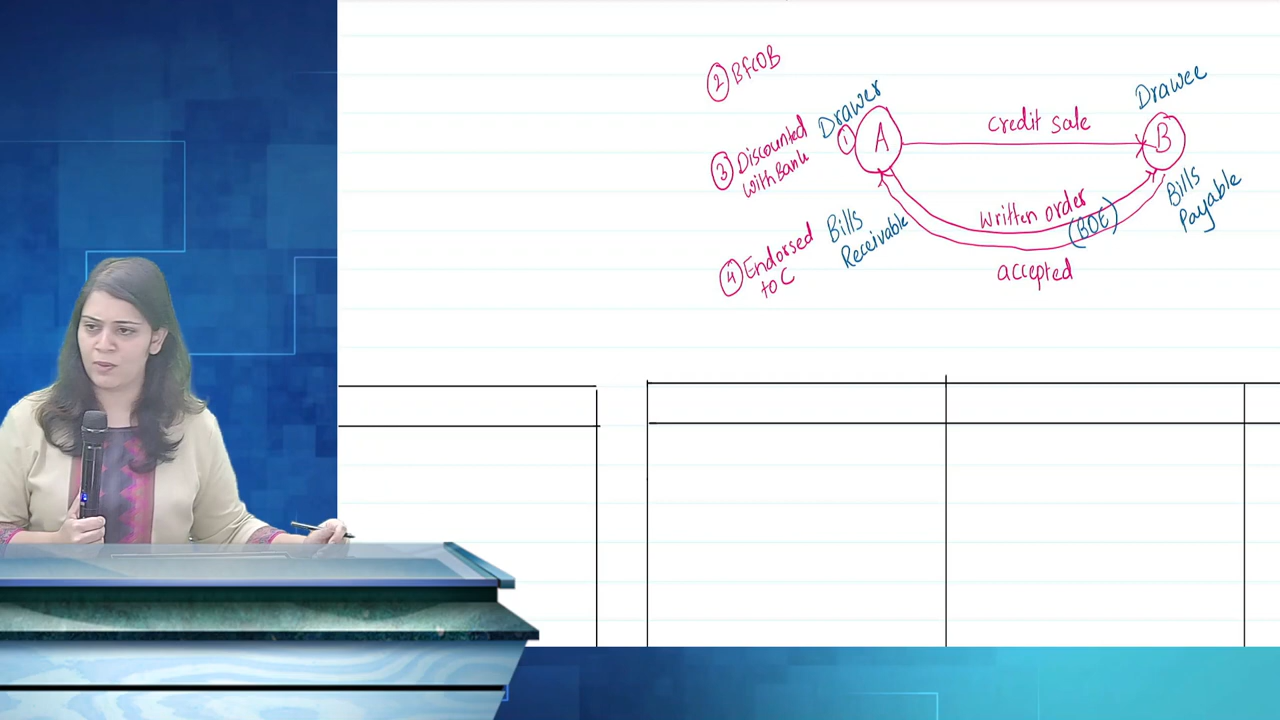 ② BFCOB
Drawer
Drawee
① A
credit sale
B
③ Discounted
with Bank
written order
(BOE)
accepted
Bills
Receivable
Bills
Payable
④ Endorsed
to C